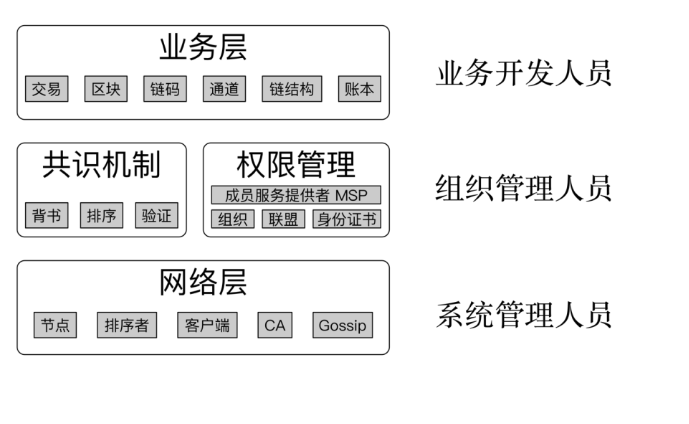 业务层
交易 区块 链码 通道 链结构 账本
业务开发人员
共识机制
背书 排序 验证
权限管理
成员服务提供者 MSP
组织 联盟 身份证书
组织管理人员
网络层
节点 排序者 客户端 CA Gossip
系统管理人员